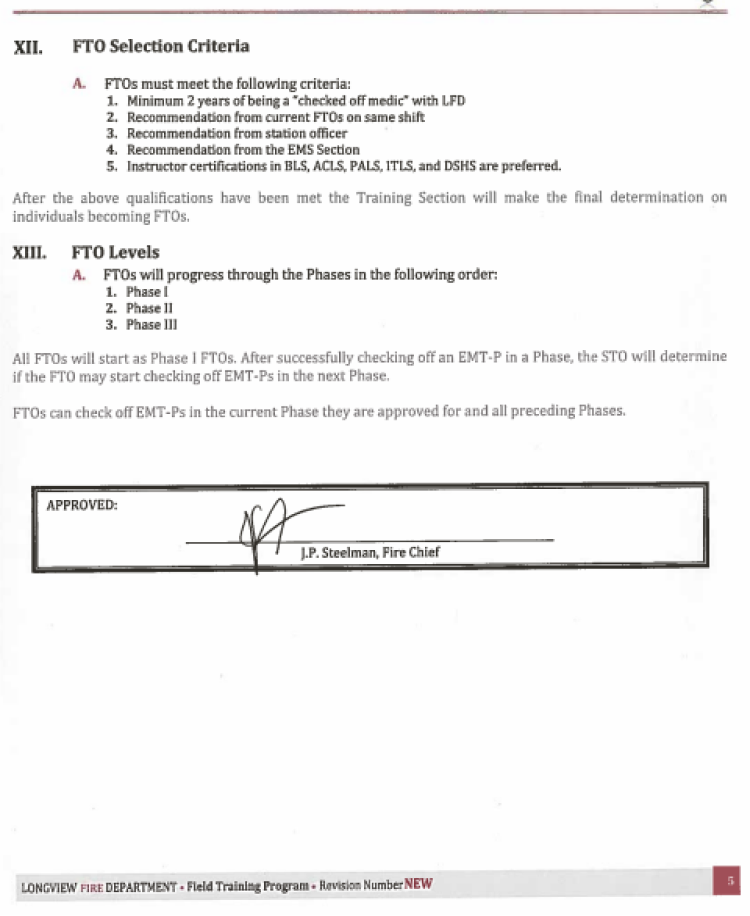 XII. FTO Selection Criteria
A. FTOs must meet the following criteria:
1. Minimum 2 years of being a "checked off medic" with LFD
2. Recommendation from current FTOs on same shift
3. Recommendation from station officer
4. Recommendation from the EMS Section
5. Instructor certifications in BLS, ACLS, PALS, ITLS, and DSHS are preferred.
After the above qualifications have been met the Training Section will make the final determination on
individuals becoming FTOs.
XIII. FTO Levels
A. FTOs will progress through the Phases in the following order:
1. Phase I
2. Phase II
3. Phase III
All FTOs will start as Phase I FTOs. After successfully checking off an EMT-P in a Phase, the STO will determine
if the FTO may start checking off EMT-Ps in the next Phase.
FTOs can check off EMT-Ps in the current Phase they are approved for and all preceding Phases.
APPROVED:
J.P. Steelman, Fire Chief
LONGVIEW FIRE DEPARTMENT • Field Training Program • Revision Number NEW
5